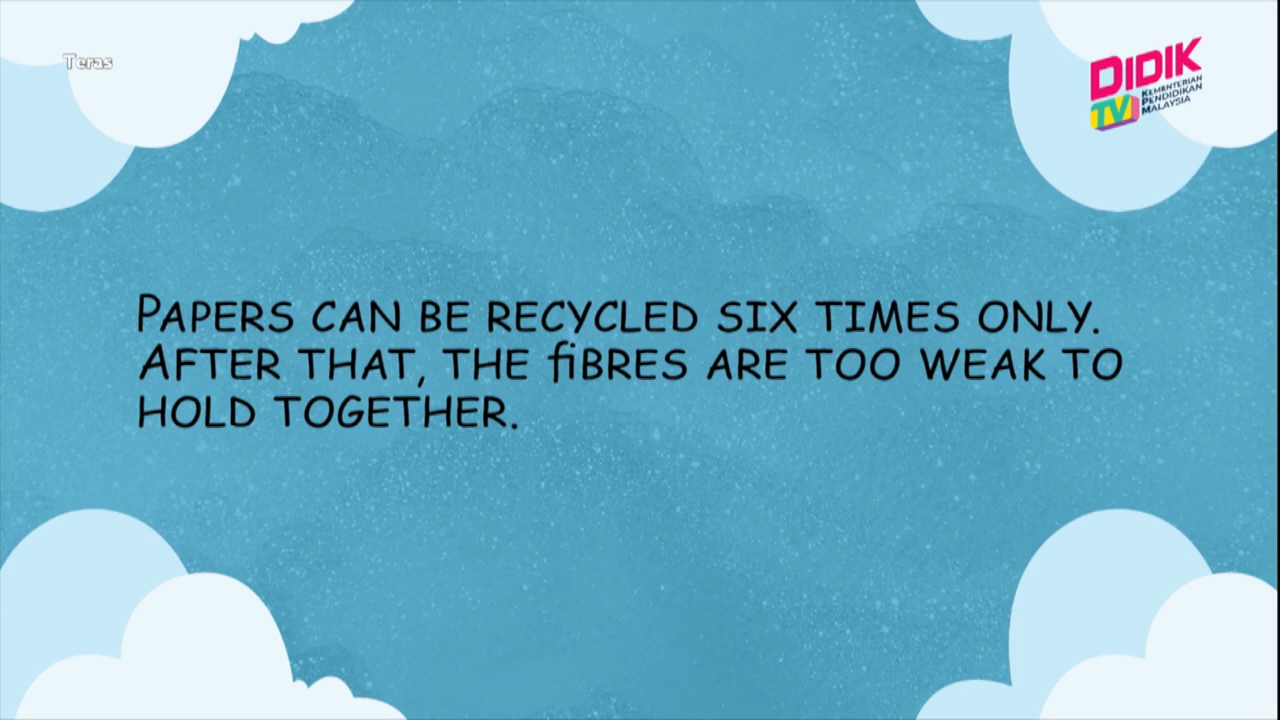 Teras
DIDIK
TV
KEMENTERIAN
PENDIDIKAN
MALAYSIA
PAPERS CAN BE RECYCLED SIX TIMES ONLY.
AFTER THAT, THE fiBRES ARE TOO WEAK TO
HOLD TOGETHER.